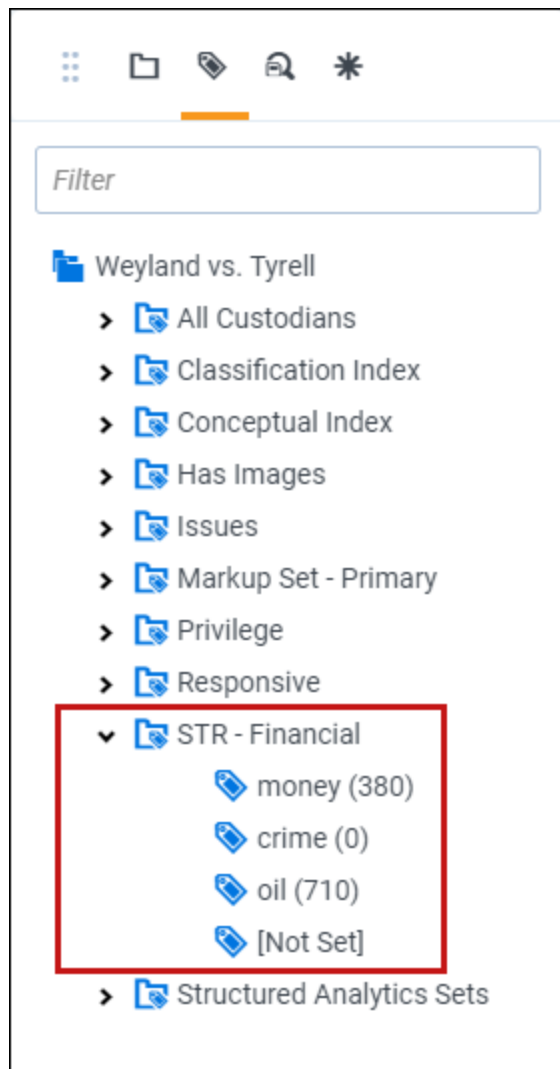 Filter
Weyland vs. Tyrell
All Custodians
Classification Index
Conceptual Index
Has Images
Issues
Markup Set - Primary
Privilege
Responsive
STR - Financial
money (380)
crime (0)
oil (710)
[Not Set]
Structured Analytics Sets